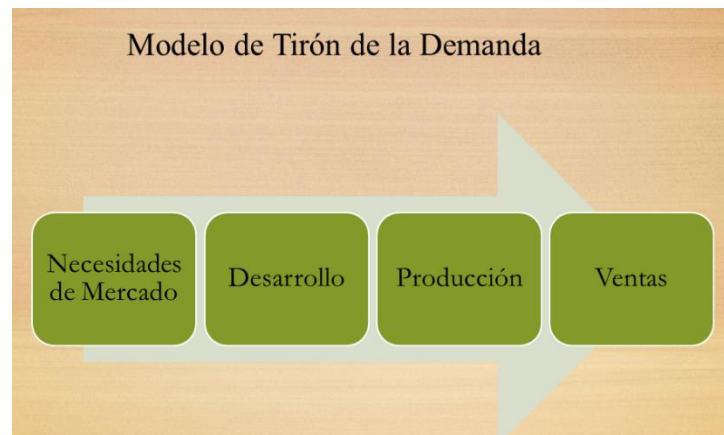 Modelo de Tirón de la Demanda
Necesidades
de Mercado
Desarrollo
Producción
Ventas